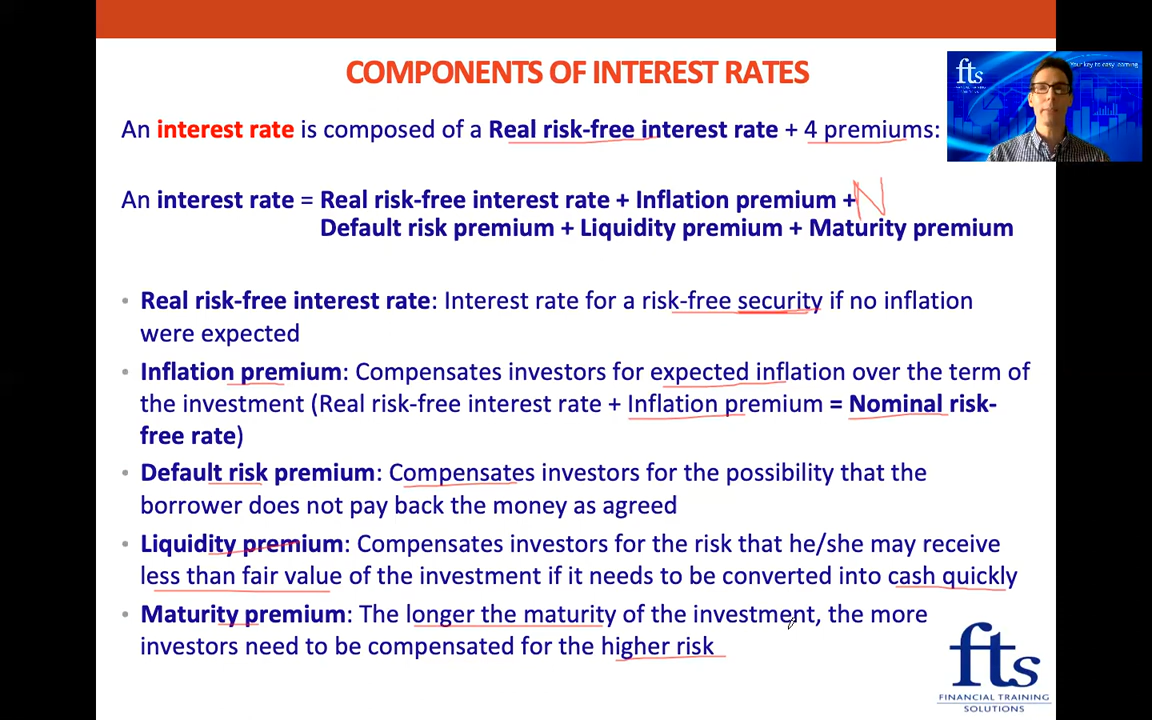 COMPONENTS OF INTEREST RATES
fts
Your key to easy learning
An interest rate is composed of a Real risk-free interest rate + 4 premiums:
An interest rate = Real risk-free interest rate + Inflation premium + N
Default risk premium + Liquidity premium + Maturity premium
• Real risk-free interest rate: Interest rate for a risk-free security if no inflation
were expected
• Inflation premium: Compensates investors for expected inflation over the term of
the investment (Real risk-free interest rate + Inflation premium = Nominal risk-
free rate)
• Default risk premium: Compensates investors for the possibility that the
borrower does not pay back the money as agreed
• Liquidity premium: Compensates investors for the risk that he/she may receive
less than fair value of the investment if it needs to be converted into cash quickly
• Maturity premium: The longer the maturity of the investment, the more
investors need to be compensated for the higher risk
fts
FINANCIAL TRAINING
SOLUTIONS